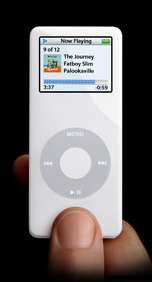 Now Playing
9 of 12
The Journey
Fatboy Slim
Palookaville
3:37 -0:59
MENU